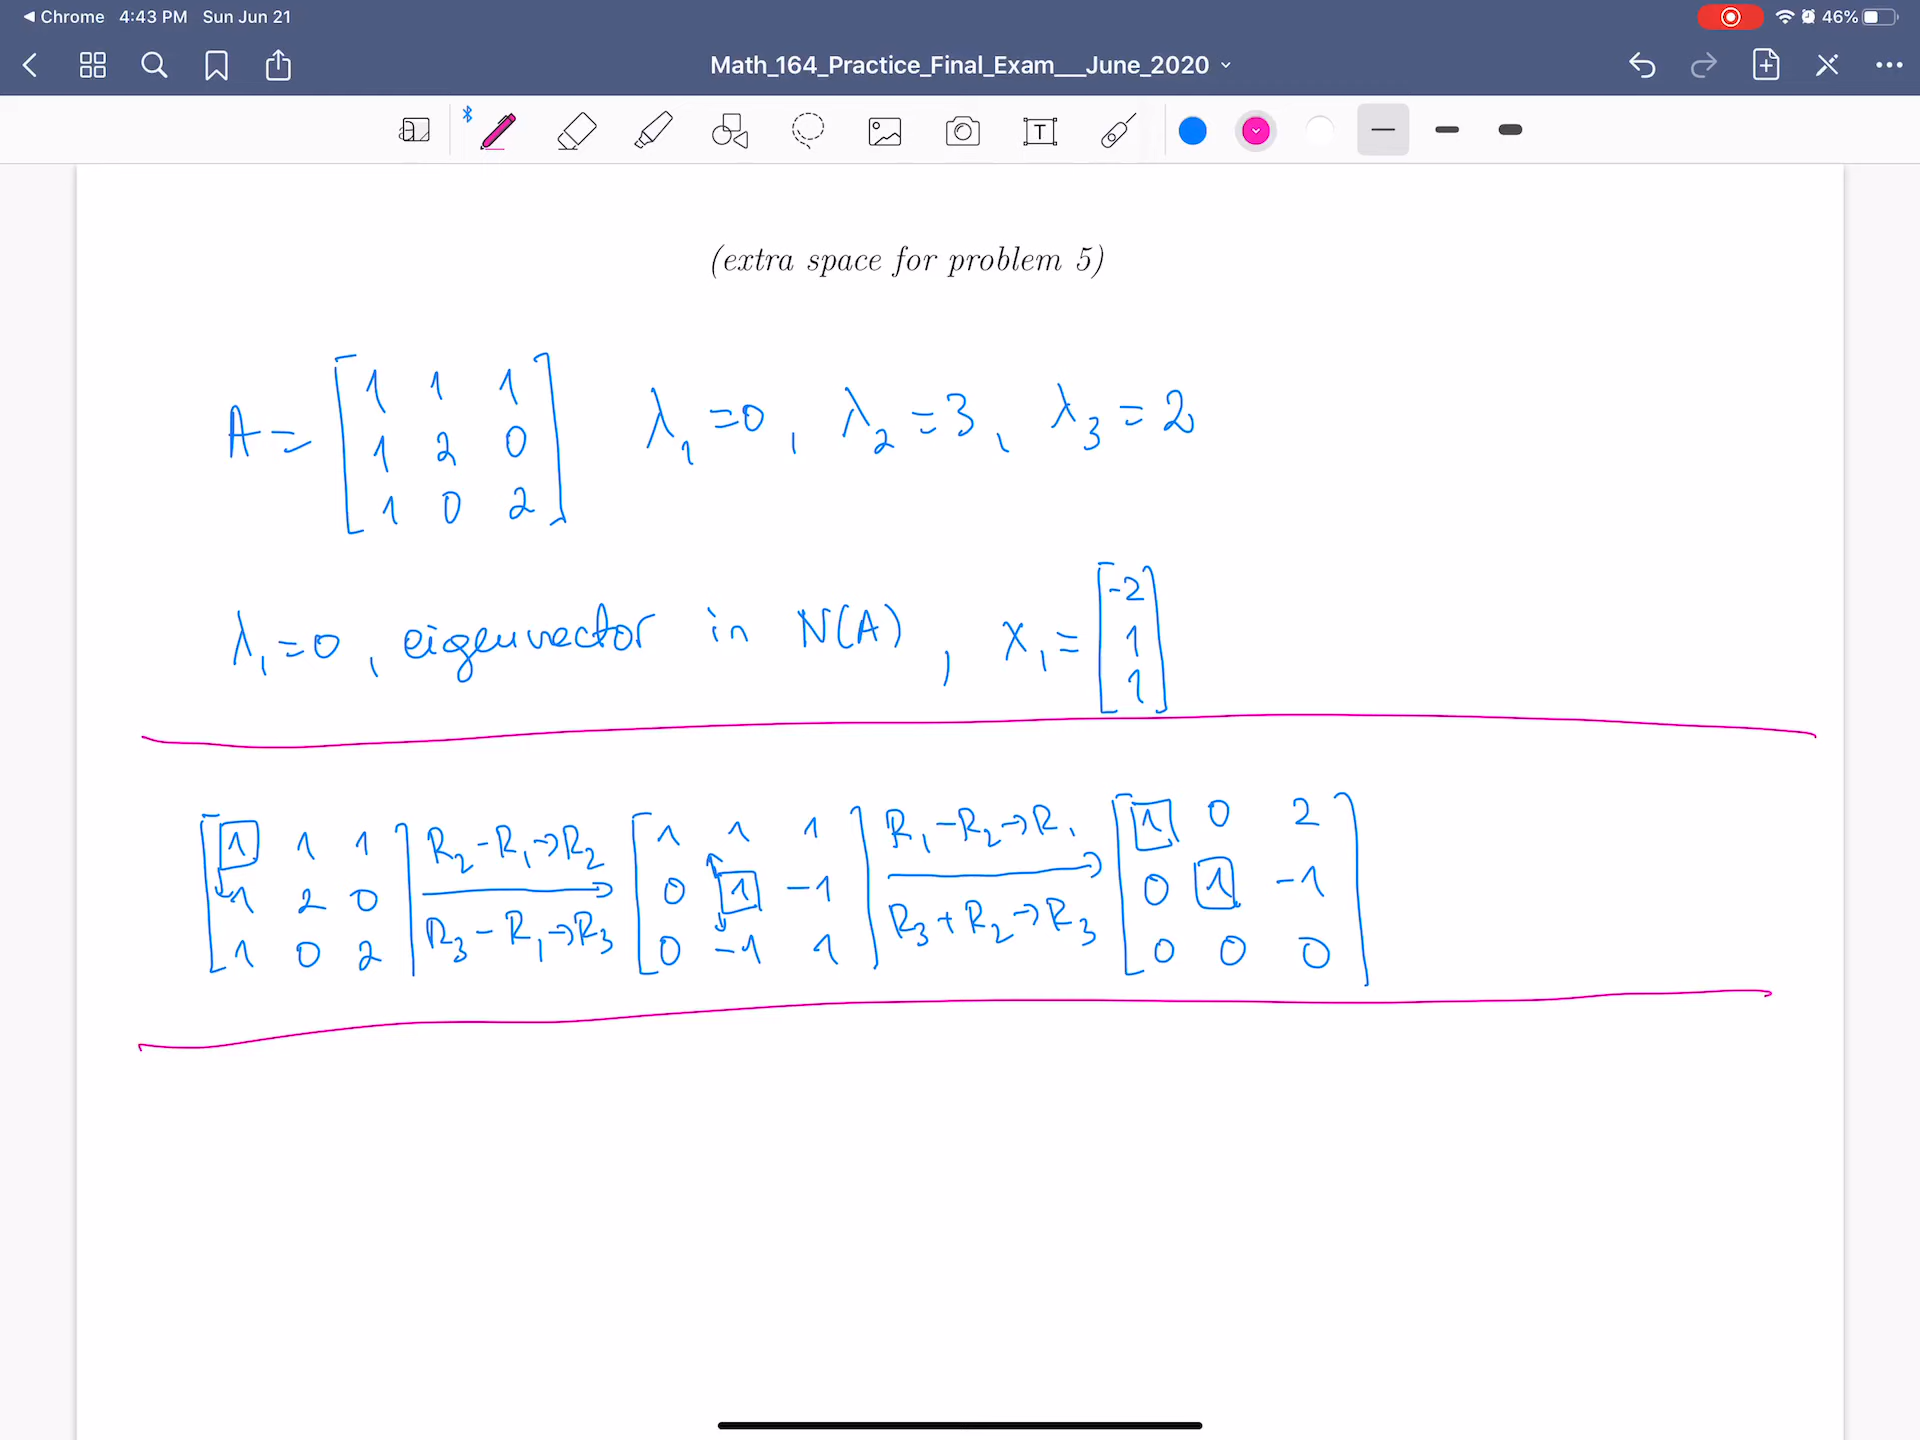 Chrome 4:43 PM Sun Jun 21 46%
Math_164_Practice_Final_Exam___June_2020
(extra space for problem 5)
A = [1 1 1
1 2 0
1 0 2] λ₁ = 0, λ₂ = 3, λ₃ = 2
λ₁ = 0, eigenvector in N(A), x₁ = [-2
1
1]
[1 1 1
1 2 0
1 0 2] R₂ - R₁ → R₂
R₃ - R₁ → R₃
[1 1 1
0 1 -1
0 -1 1] R₁ - R₂ → R₁
R₃ + R₂ → R₃
[1 0 2
0 1 -1
0 0 0]